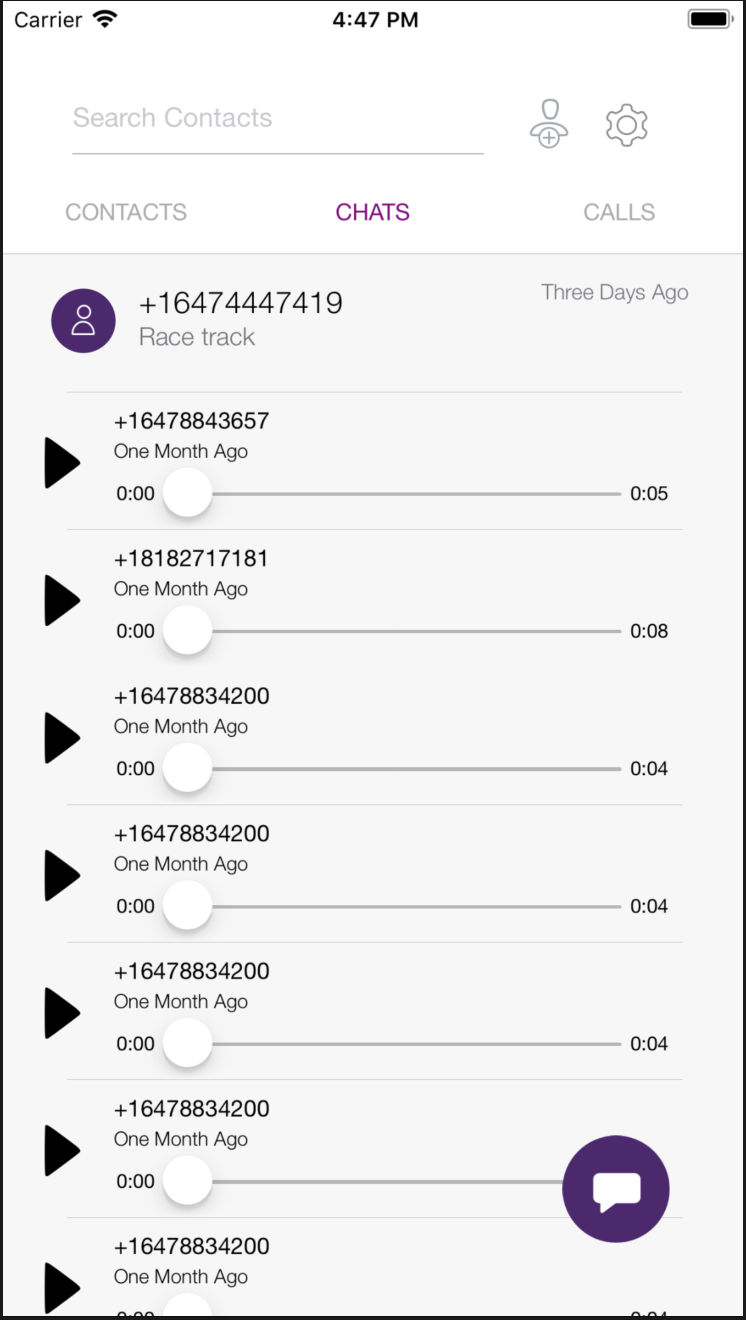 Carrier 4:47 PM
Search Contacts
CONTACTS CHATS CALLS
+16474447419 Three Days Ago
Race track
+16478843657
One Month Ago
0:00 0:05
+18182717181
One Month Ago
0:00 0:08
+16478834200
One Month Ago
0:00 0:04
+16478834200
One Month Ago
0:00 0:04
+16478834200
One Month Ago
0:00 0:04
+16478834200
One Month Ago
0:00
+16478834200
One Month Ago